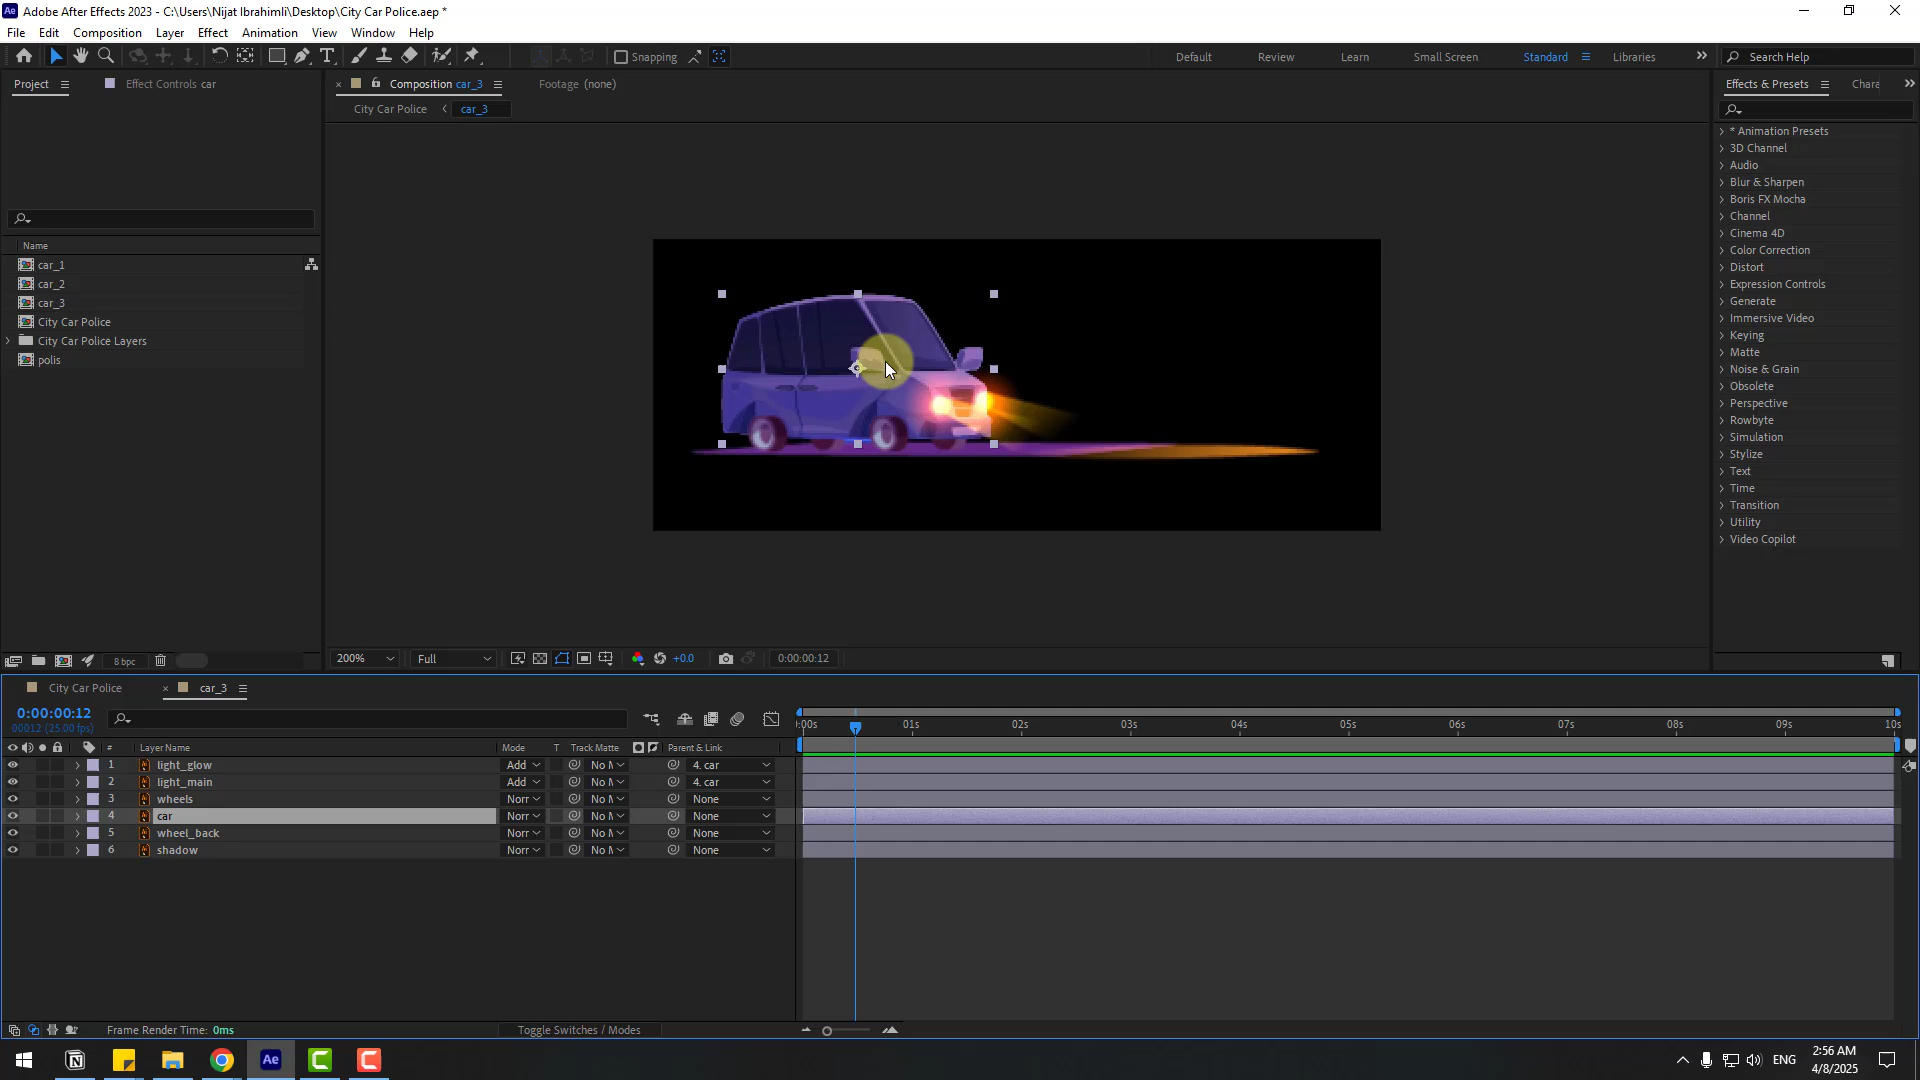 Adobe After Effects 2023 - C:\Users\Nijat Ibrahimli\Desktop\City Car Police.aep *
File Edit Composition Layer Effect Animation View Window Help
Snapping
Default Review Learn Small Screen Standard Libraries
Search Help
Project Effect Controls car
Composition car_3 Footage (none)
Effects & Presets Chara
City Car Police car_3
* Animation Presets
3D Channel
Audio
Blur & Sharpen
Boris FX Mocha
Channel
Cinema 4D
Color Correction
Distort
Expression Controls
Generate
Immersive Video
Keying
Matte
Noise & Grain
Obsolete
Perspective
Rowbyte
Simulation
Stylize
Text
Time
Transition
Utility
Video Copilot
Name
car_1
car_2
car_3
City Car Police
City Car Police Layers
polis
8 bpc
200% Full +0.0 0:00:00:12
City Car Police car_3
0:00:00:12
00012 (25.00 fps)
:00s 01s 02s 03s 04s 05s 06s 07s 08s 09s 10s
# Layer Name Mode T Track Matte Parent & Link
1 light_glow Add No M 4. car
2 light_main Add No M 4. car
3 wheels Norr No M None
4 car Norr No M None
5 wheel_back Norr No M None
6 shadow Norr No M None
Frame Render Time: 0ms Toggle Switches / Modes
Ae
ENG
2:56 AM
4/8/2025